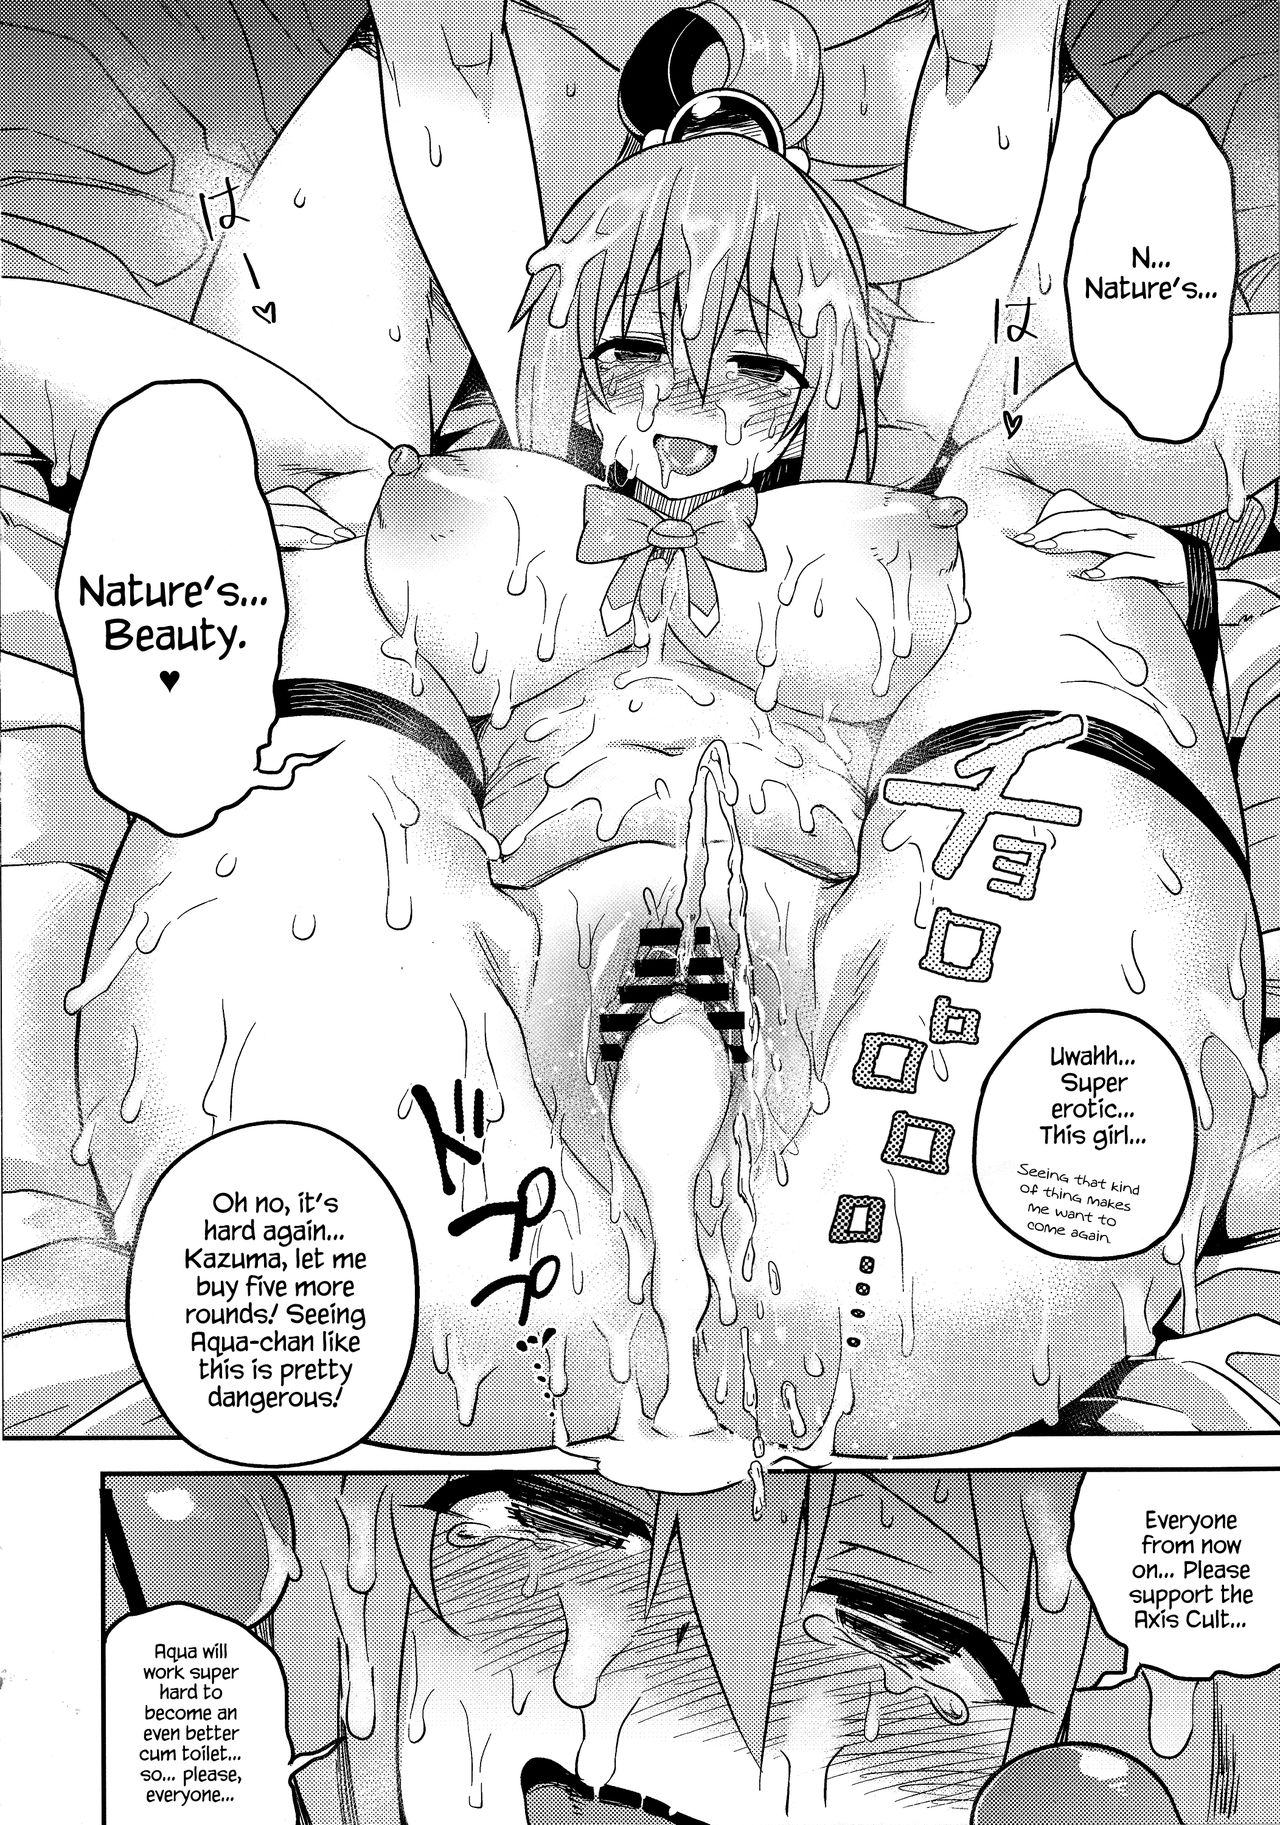 N...
Nature's...
はー♥
はー♥
Nature's...
Beauty.
♥
チョロロロロ....
Uwahh...
Super
erotic...
This girl...
Seeing that kind
of thing makes
me want to
come again.
ドプププ
Oh no, it's
hard again...
Kazuma, let me
buy five more
rounds! Seeing
Aqua-chan like
this is pretty
dangerous!
Everyone
from now
on... Please
support the
Axis Cult...
Aqua will
work super
hard to
become an
even better
cum toilet...
so... please,
everyone...